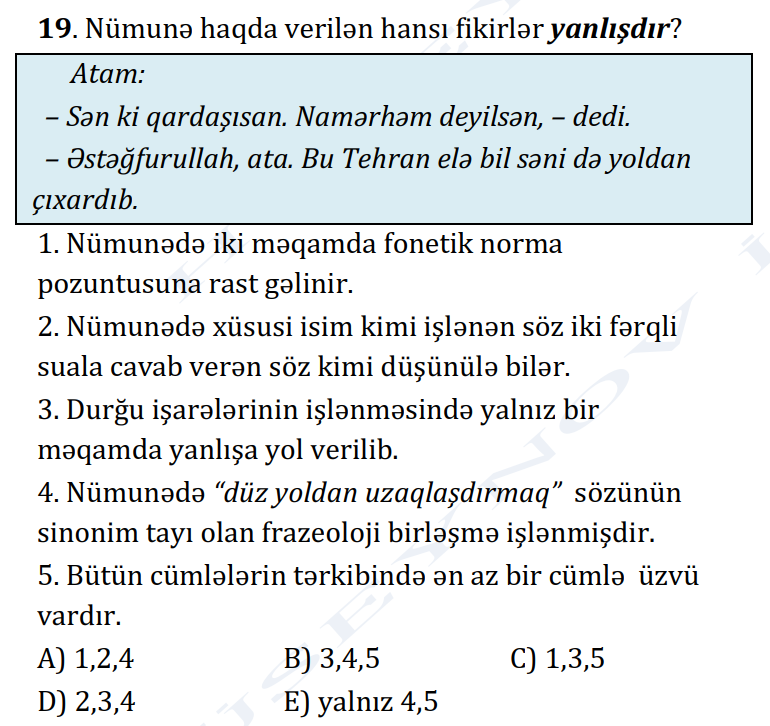 19. Nümunə haqda verilən hansı fikirlər yanlışdır?
Atam:
– Sən ki qardaşısan. Namərhəm deyilsən, – dedi.
– Əstəğfurullah, ata. Bu Tehran elə bil səni də yoldan
çıxardıb.
1. Nümunədə iki məqamda fonetik norma
pozuntusuna rast gəlinir.
2. Nümunədə xüsusi isim kimi işlənən söz iki fərqli
suala cavab verən söz kimi düşünülə bilər.
3. Durğu işarələrinin işlənməsində yalnız bir
məqamda yanlışa yol verilib.
4. Nümunədə “düz yoldan uzaqlaşdırmaq” sözünün
sinonim tayı olan frazeoloji birləşmə işlənmişdir.
5. Bütün cümlələrin tərkibində ən az bir cümlə üzvü
vardır.
A) 1,2,4 B) 3,4,5 C) 1,3,5
D) 2,3,4 E) yalnız 4,5